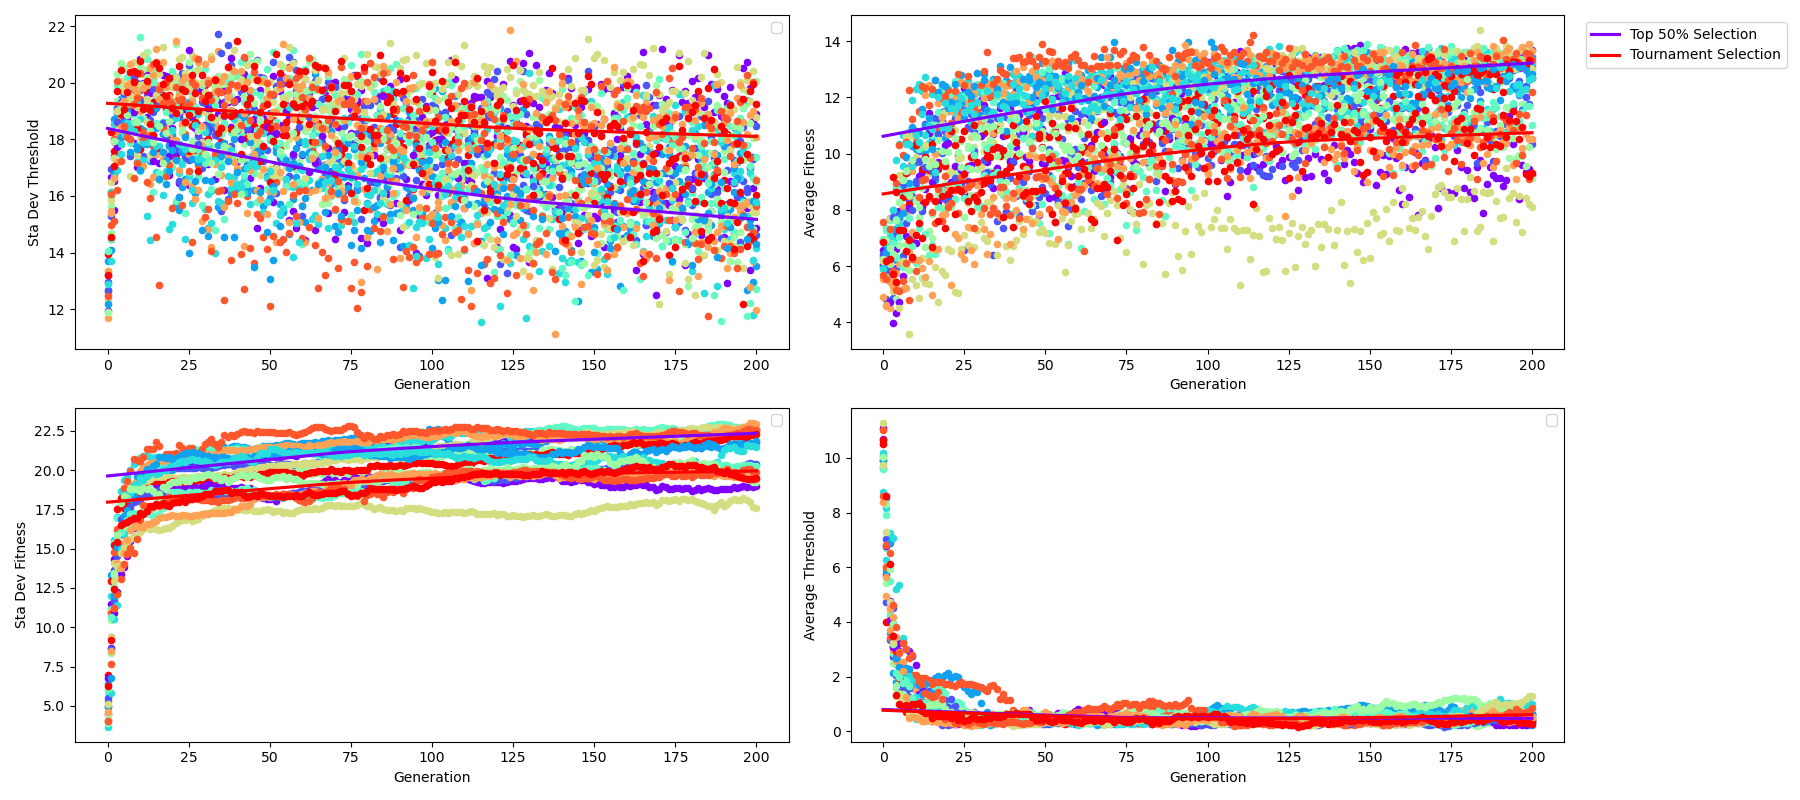 22
20
18
16
14
12
Sta Dev Threshold
0 25 50 75 100 125 150 175 200
Generation
14
12
10
8
6
4
Average Fitness
0 25 50 75 100 125 150 175 200
Generation
Top 50% Selection
Tournament Selection
22.5
20.0
17.5
15.0
12.5
10.0
7.5
5.0
Sta Dev Fitness
0 25 50 75 100 125 150 175 200
Generation
10
8
6
4
2
0
Average Threshold
0 25 50 75 100 125 150 175 200
Generation